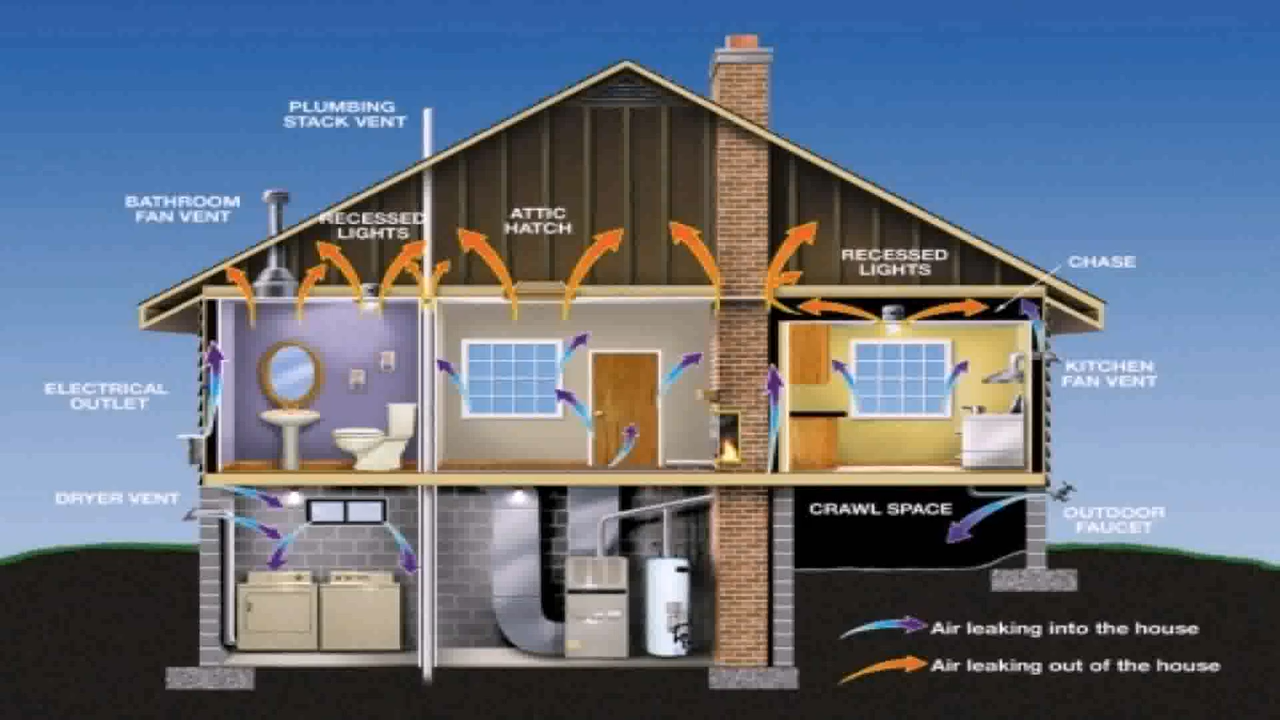 PLUMBING
STACK VENT
BATHROOM
FAN VENT
RECESSED
LIGHTS
ATTIC
HATCH
RECESSED
LIGHTS
CHASE
ELECTRICAL
OUTLET
KITCHEN
FAN VENT
DRYER VENT
CRAWL SPACE
OUTDOOR
FAUCET
Air leaking into the house
Air leaking out of the house